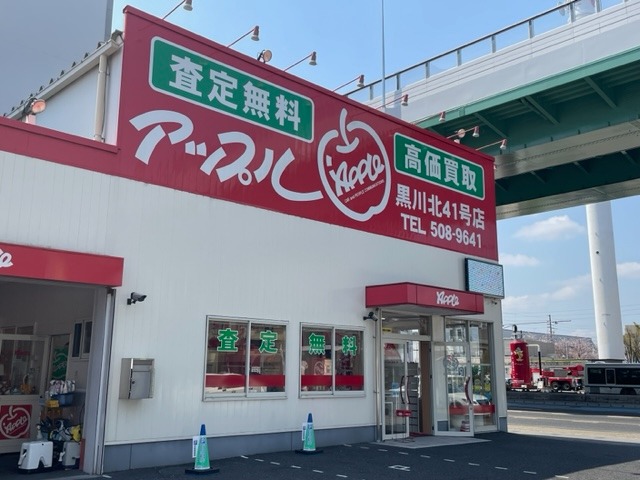 査定無料
アップル
Apple
高価買取
黒川北41号店
TEL 508-9641
Apple
査定
無料
Apple